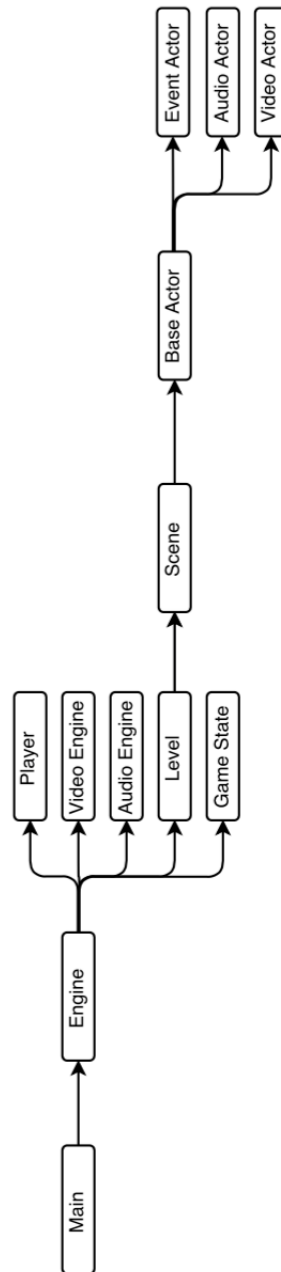 Main
Engine
Player
Video Engine
Audio Engine
Level
Game State
Scene
Base Actor
Event Actor
Audio Actor
Video Actor